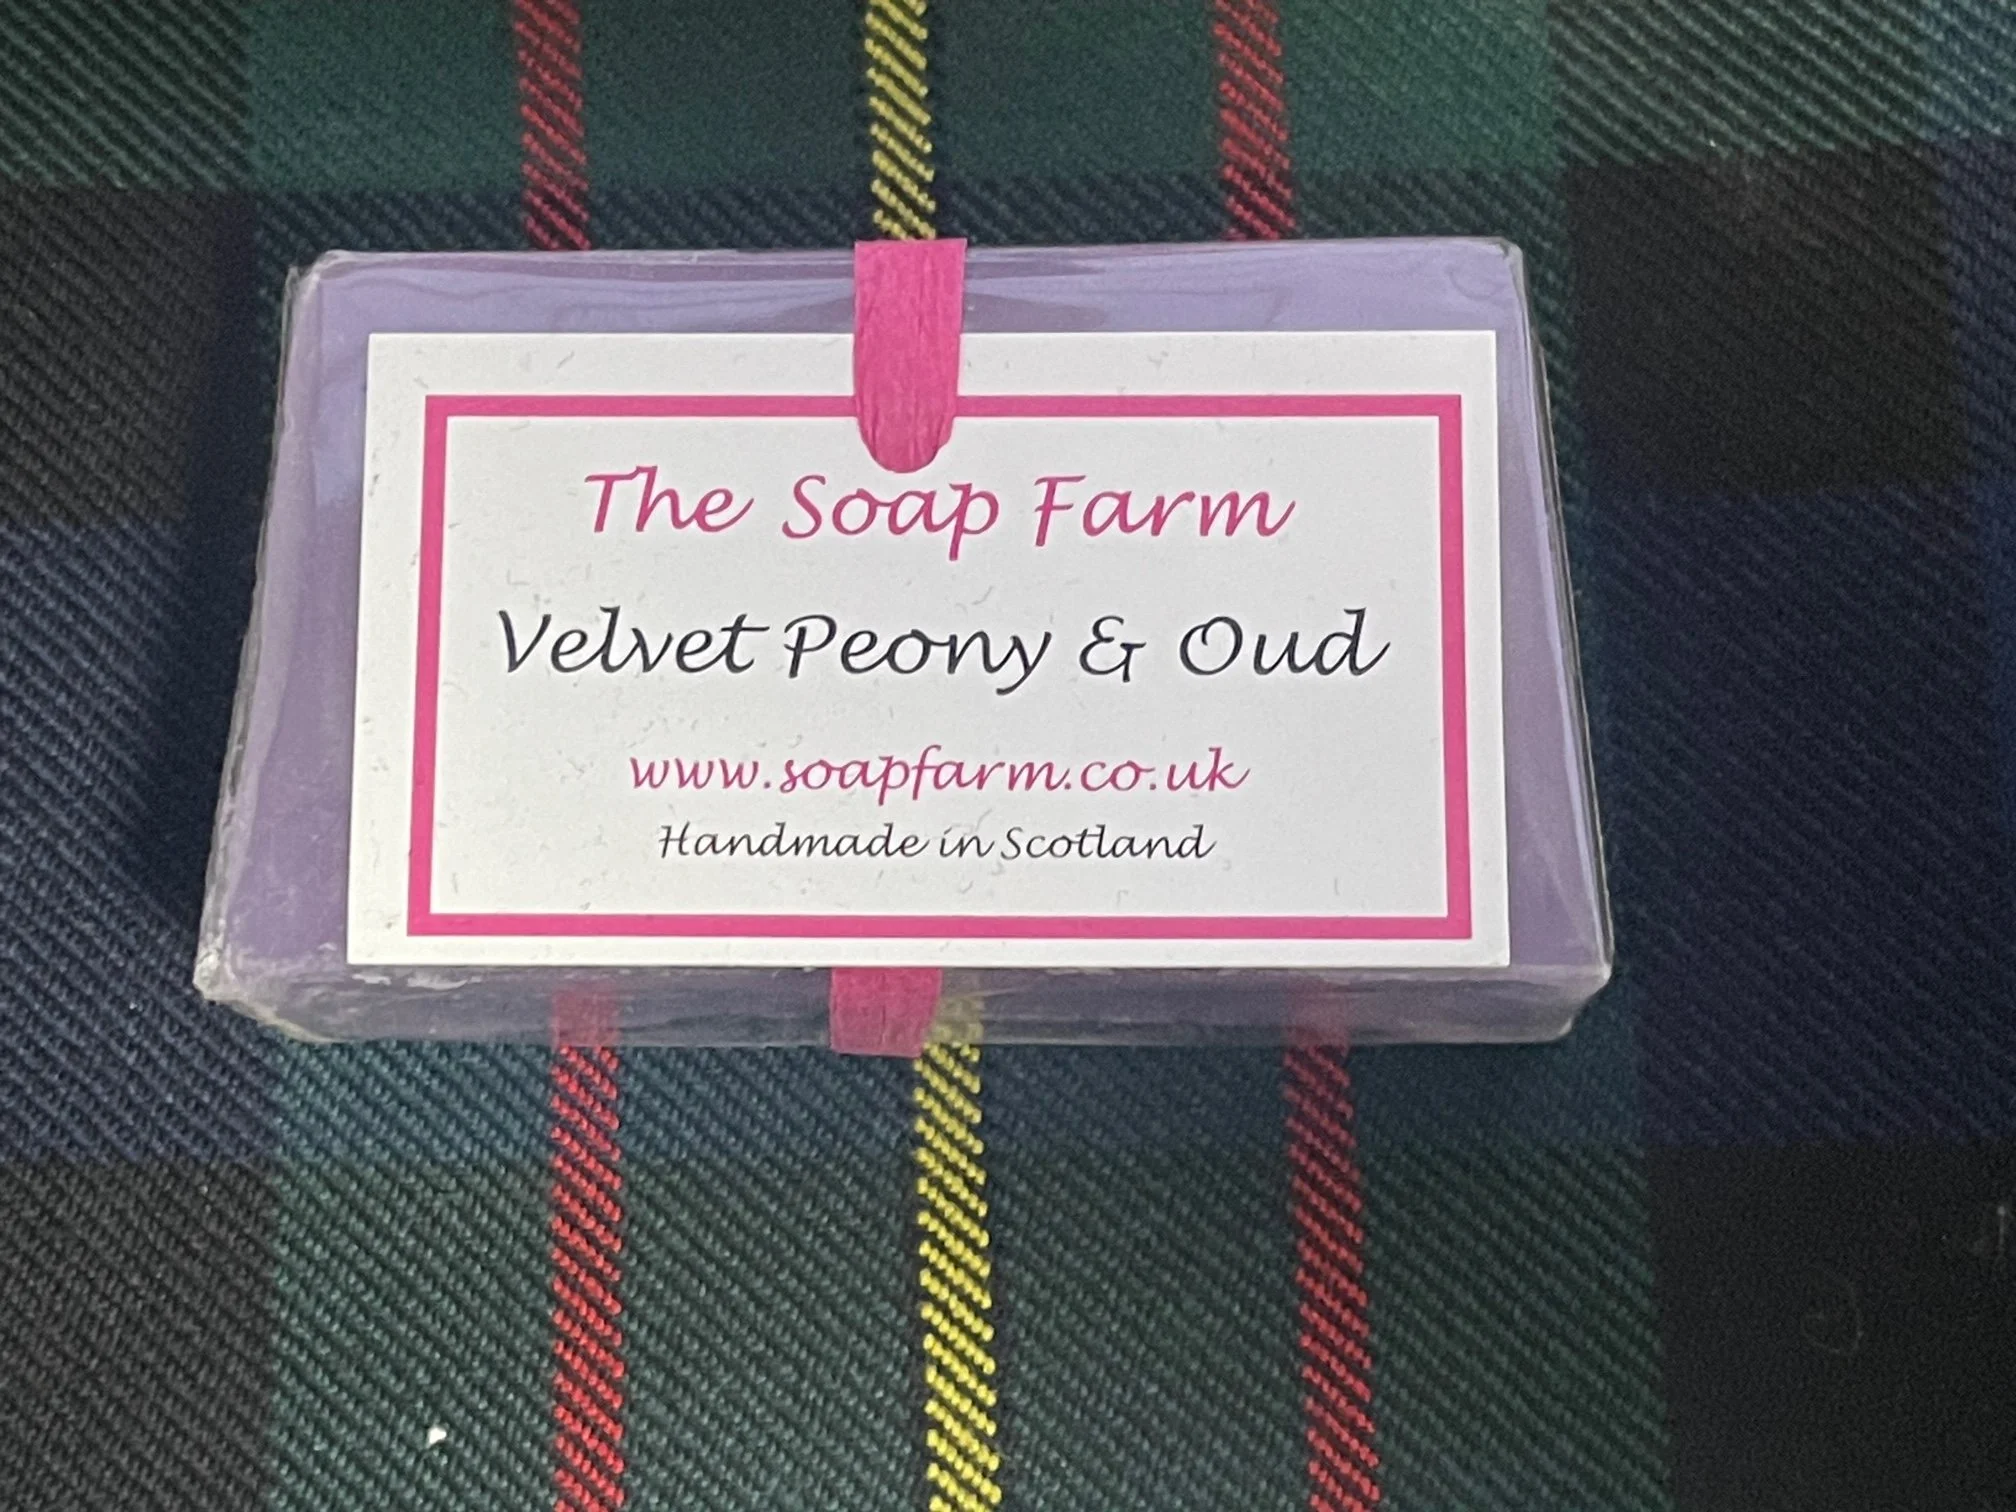 The Soap Farm
Velvet Peony & Oud
www.soapfarm.co.uk
Handmade in Scotland